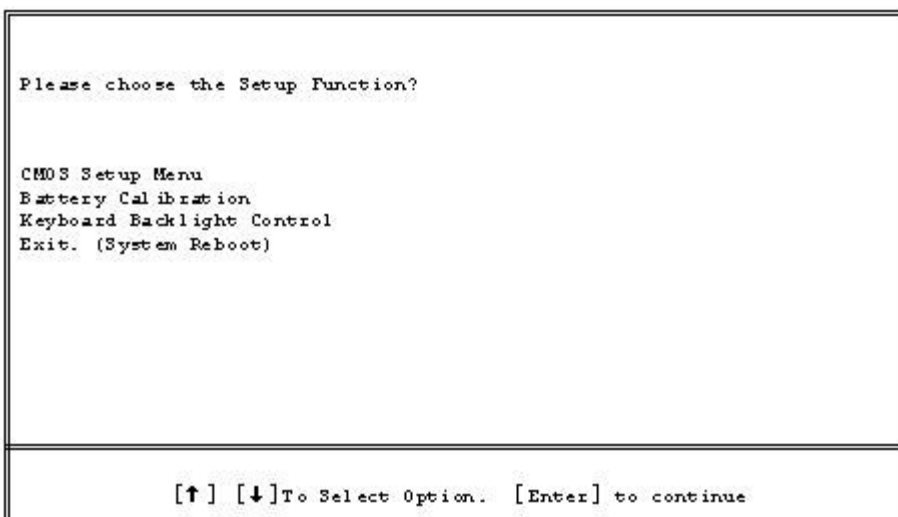 Please choose the Setup Function?
CMOS Setup Menu
Battery Calibration
Keyboard Backlight Control
Exit. (System Reboot)
[↑] [↓]To Select Option. [Enter] to continue